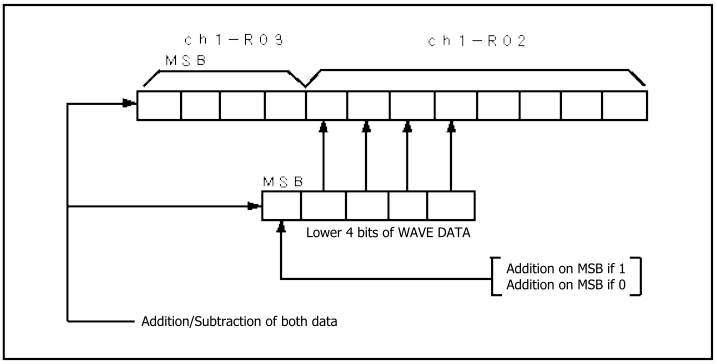 ch1-R03
ch1-R02
MSB
MSB
Lower 4 bits of WAVE DATA
Addition on MSB if 1
Addition on MSB if 0
Addition/Subtraction of both data